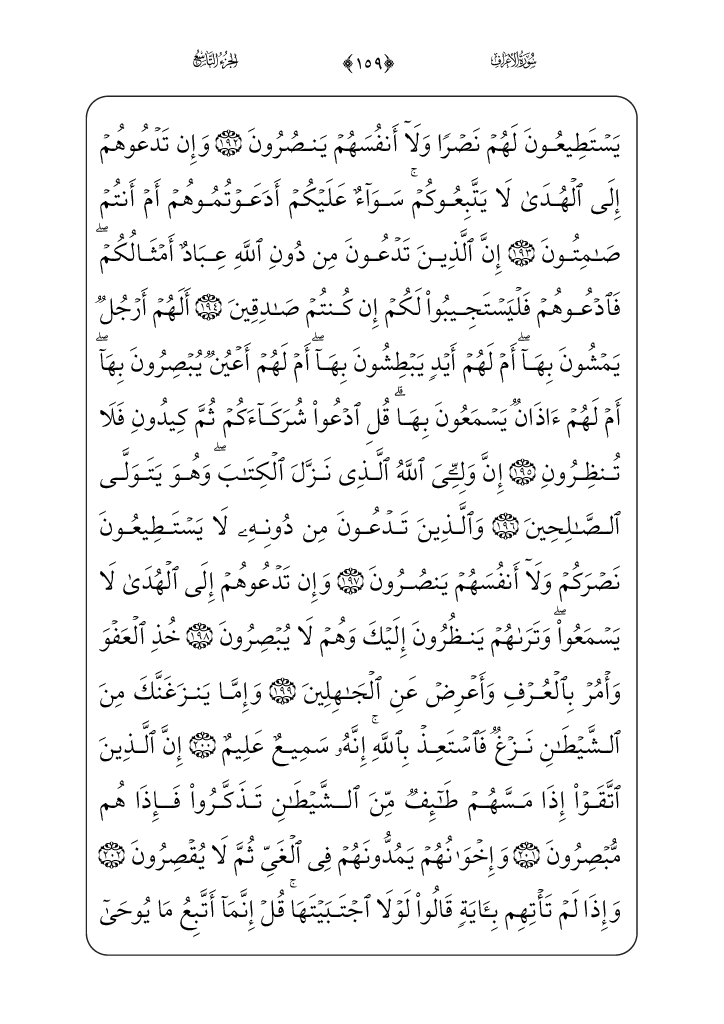 سُورَةُ الأَعْرَافِ ﴿١٥٩﴾ الجُزْءُ التَّاسِعُ
يَسۡتَطِيعُونَ لَهُمۡ نَصۡرٗا وَلَآ أَنفُسَهُمۡ يَنصُرُونَ ١٩٢ وَإِن تَدۡعُوهُمۡ
إِلَى ٱلۡهُدَىٰ لَا يَتَّبِعُوكُمۡۚ سَوَآءٌ عَلَيۡكُمۡ أَدَعَوۡتُمُوهُمۡ أَمۡ أَنتُمۡ
صَٰمِتُونَ ١٩٣ إِنَّ ٱلَّذِينَ تَدۡعُونَ مِن دُونِ ٱللَّهِ عِبَادٌ أَمۡثَالُكُمۡۖ
فَٱدۡعُوهُمۡ فَلۡيَسۡتَجِيبُواْ لَكُمۡ إِن كُنتُمۡ صَٰدِقِينَ ١٩٤ أَلَهُمۡ أَرۡجُلٞ
يَمۡشُونَ بِهَآۖ أَمۡ لَهُمۡ أَيۡدٖ يَبۡطِشُونَ بِهَآۖ أَمۡ لَهُمۡ أَعۡيُنٞ يُبۡصِرُونَ بِهَآۖ
أَمۡ لَهُمۡ ءَاذَانٞ يَسۡمَعُونَ بِهَاۗ قُلِ ٱدۡعُواْ شُرَكَآءَكُمۡ ثُمَّ كِيدُونِ فَلَا
تُنظِرُونِ ١٩٥ إِنَّ وَلِـِّۧيَ ٱللَّهُ ٱلَّذِي نَزَّلَ ٱلۡكِتَٰبَۖ وَهُوَ يَتَوَلَّى
ٱلصَّٰلِحِينَ ١٩٦ وَٱلَّذِينَ تَدۡعُونَ مِن دُونِهِۦ لَا يَسۡتَطِيعُونَ
نَصۡرَكُمۡ وَلَآ أَنفُسَهُمۡ يَنصُرُونَ ١٩٧ وَإِن تَدۡعُوهُمۡ إِلَى ٱلۡهُدَىٰ لَا
يَسۡمَعُواْۖ وَتَرَىٰهُمۡ يَنظُرُونَ إِلَيۡكَ وَهُمۡ لَا يُبۡصِرُونَ ١٩٨ خُذِ ٱلۡعَفۡوَ
وَأۡمُرۡ بِٱلۡعُرۡفِ وَأَعۡرِضۡ عَنِ ٱلۡجَٰهِلِينَ ١٩٩ وَإِمَّا يَنزَغَنَّكَ مِنَ
ٱلشَّيۡطَٰنِ نَزۡغٞ فَٱسۡتَعِذۡ بِٱللَّهِۚ إِنَّهُۥ سَمِيعٌ عَلِيمٌ ٢٠٠ إِنَّ ٱلَّذِينَ
ٱتَّقَوۡاْ إِذَا مَسَّهُمۡ طَٰٓئِفٞ مِّنَ ٱلشَّيۡطَٰنِ تَذَكَّرُواْ فَإِذَا هُم
مُّبۡصِرُونَ ٢٠١ وَإِخۡوَٰنُهُمۡ يَمُدُّونَهُمۡ فِي ٱلۡغَيِّ ثُمَّ لَا يُقۡصِرُونَ ٢٠٢
وَإِذَا لَمۡ تَأۡتِهِم بِـَٔايَةٖ قَالُواْ لَوۡلَا ٱجۡتَبَيۡتَهَاۚ قُلۡ إِنَّمَآ أَتَّبِعُ مَا يُوحَىٰٓ